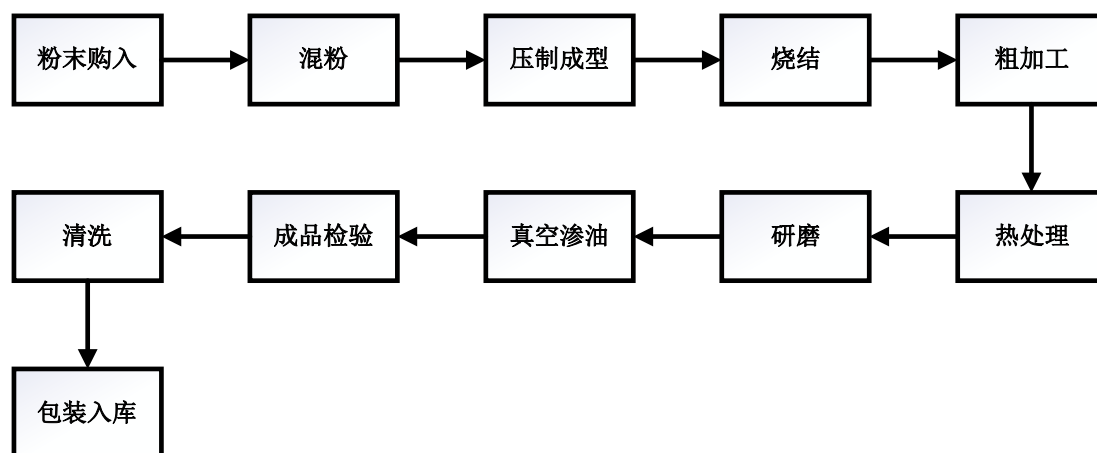 粉末购入
混粉
压制成型
烧结
粗加工
热处理
研磨
真空渗油
成品检验
清洗
包装入库